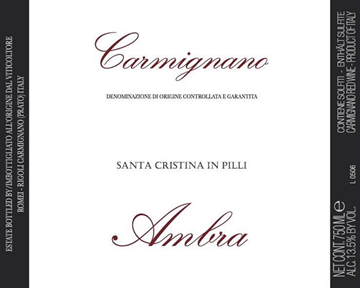 Carmignano
DENOMINAZIONE DI ORIGINE CONTROLLATA E GARANTITA
SANTA CRISTINA IN PILLI
Ambra
ESTATE BOTTLED BY/IMBOTTIGLIATO ALL'ORIGINE DAL VITICOLTORE
ROMEI - RIGOLI CARMIGNANO (PRATO) ITALY
CONTIENE SOLFITI - ENTHÄLT SULFITE
CARMIGNANO RED WINE - PRODUCT OF ITALY
L 0506
NET CONT. 750 ML e
ALC 13.5% BY VOL.